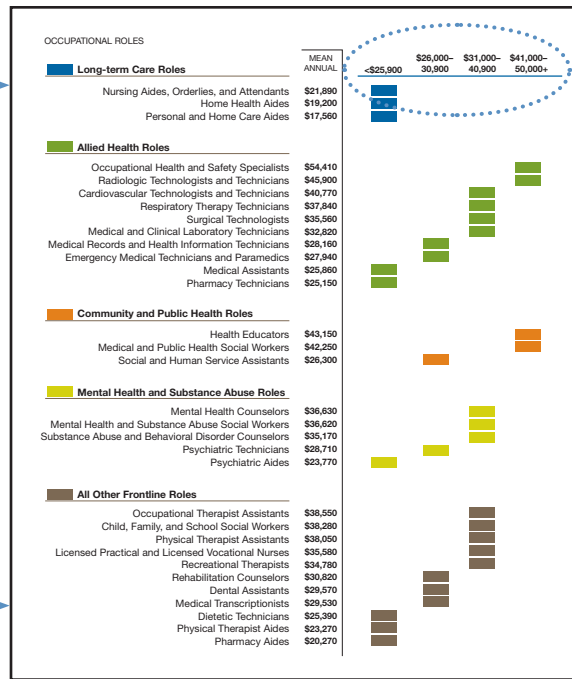 OCCUPATIONAL ROLES
MEAN ANNUAL
<$25,900
$26,000– 30,900
$31,000– 40,900
$41,000– 50,000+
Long-term Care Roles
Nursing Aides, Orderlies, and Attendants $21,890
Home Health Aides $19,200
Personal and Home Care Aides $17,560
Allied Health Roles
Occupational Health and Safety Specialists $54,410
Radiologic Technologists and Technicians $45,900
Cardiovascular Technologists and Technicians $40,770
Respiratory Therapy Technicians $37,840
Surgical Technologists $35,560
Medical and Clinical Laboratory Technicians $32,820
Medical Records and Health Information Technicians $28,160
Emergency Medical Technicians and Paramedics $27,940
Medical Assistants $25,860
Pharmacy Technicians $25,150
Community and Public Health Roles
Health Educators $43,150
Medical and Public Health Social Workers $42,250
Social and Human Service Assistants $26,300
Mental Health and Substance Abuse Roles
Mental Health Counselors $36,630
Mental Health and Substance Abuse Social Workers $36,620
Substance Abuse and Behavioral Disorder Counselors $35,170
Psychiatric Technicians $28,710
Psychiatric Aides $23,770
All Other Frontline Roles
Occupational Therapist Assistants $38,550
Child, Family, and School Social Workers $38,280
Physical Therapist Assistants $38,050
Licensed Practical and Licensed Vocational Nurses $35,580
Recreational Therapists $34,780
Rehabilitation Counselors $30,820
Dental Assistants $29,570
Medical Transcriptionists $29,530
Dietetic Technicians $25,390
Physical Therapist Aides $23,270
Pharmacy Aides $20,270